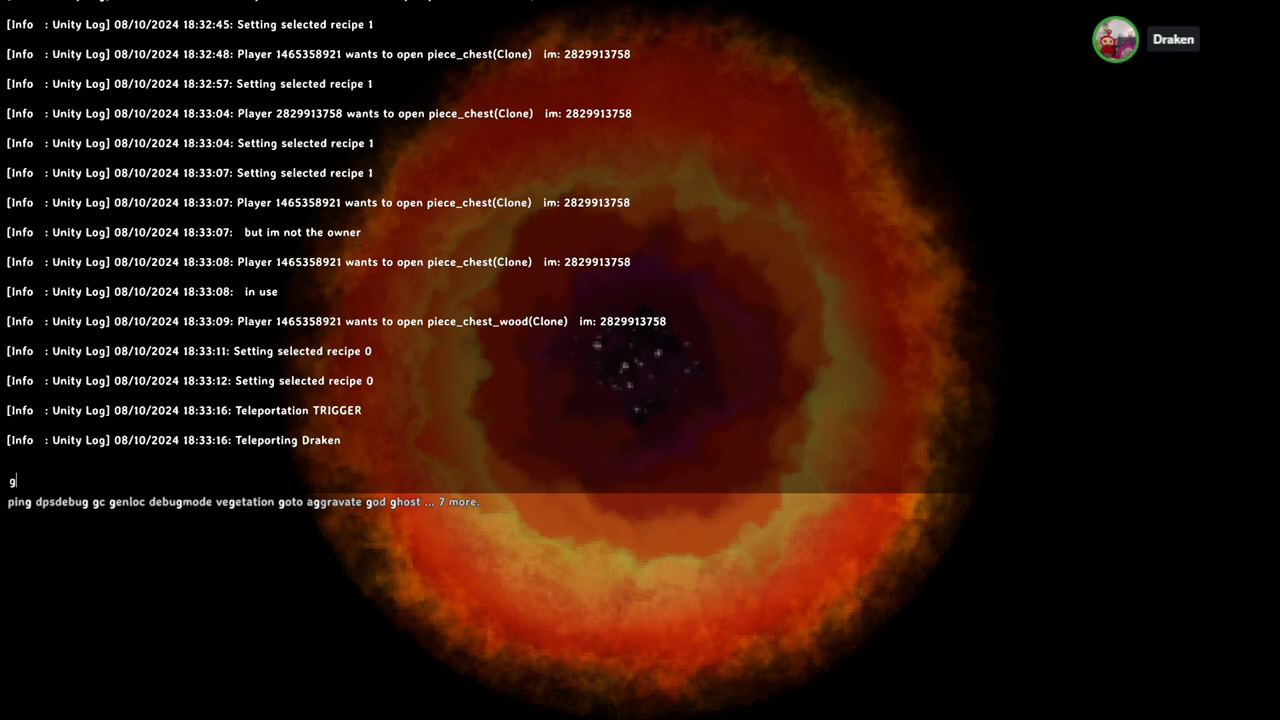 [Info   : Unity Log] 08/10/2024 18:32:45: Setting selected recipe 1
Draken
[Info   : Unity Log] 08/10/2024 18:32:48: Player 1465358921 wants to open piece_chest(Clone)   im: 2829913758
[Info   : Unity Log] 08/10/2024 18:32:57: Setting selected recipe 1
[Info   : Unity Log] 08/10/2024 18:33:04: Player 2829913758 wants to open piece_chest(Clone)   im: 2829913758
[Info   : Unity Log] 08/10/2024 18:33:04: Setting selected recipe 1
[Info   : Unity Log] 08/10/2024 18:33:07: Setting selected recipe 1
[Info   : Unity Log] 08/10/2024 18:33:07: Player 1465358921 wants to open piece_chest(Clone)   im: 2829913758
[Info   : Unity Log] 08/10/2024 18:33:07:   but im not the owner
[Info   : Unity Log] 08/10/2024 18:33:08: Player 1465358921 wants to open piece_chest(Clone)   im: 2829913758
[Info   : Unity Log] 08/10/2024 18:33:08:   in use
[Info   : Unity Log] 08/10/2024 18:33:09: Player 1465358921 wants to open piece_chest_wood(Clone)   im: 2829913758
[Info   : Unity Log] 08/10/2024 18:33:11: Setting selected recipe 0
[Info   : Unity Log] 08/10/2024 18:33:12: Setting selected recipe 0
[Info   : Unity Log] 08/10/2024 18:33:16: Teleportation TRIGGER
[Info   : Unity Log] 08/10/2024 18:33:16: Teleporting Draken
g
ping dpsdebug gc genloc debugmode vegetation goto aggravate god ghost ... 7 more.